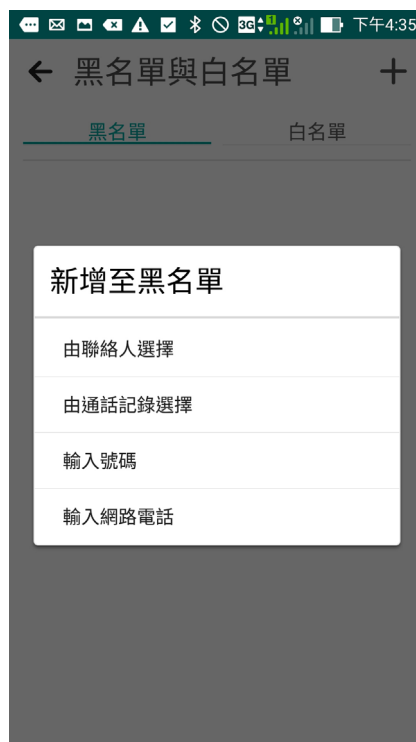 3G 1 下午4:35
黑名單與白名單
黑名單 白名單
新增至黑名單
由聯絡人選擇
由通話記錄選擇
輸入號碼
輸入網路電話